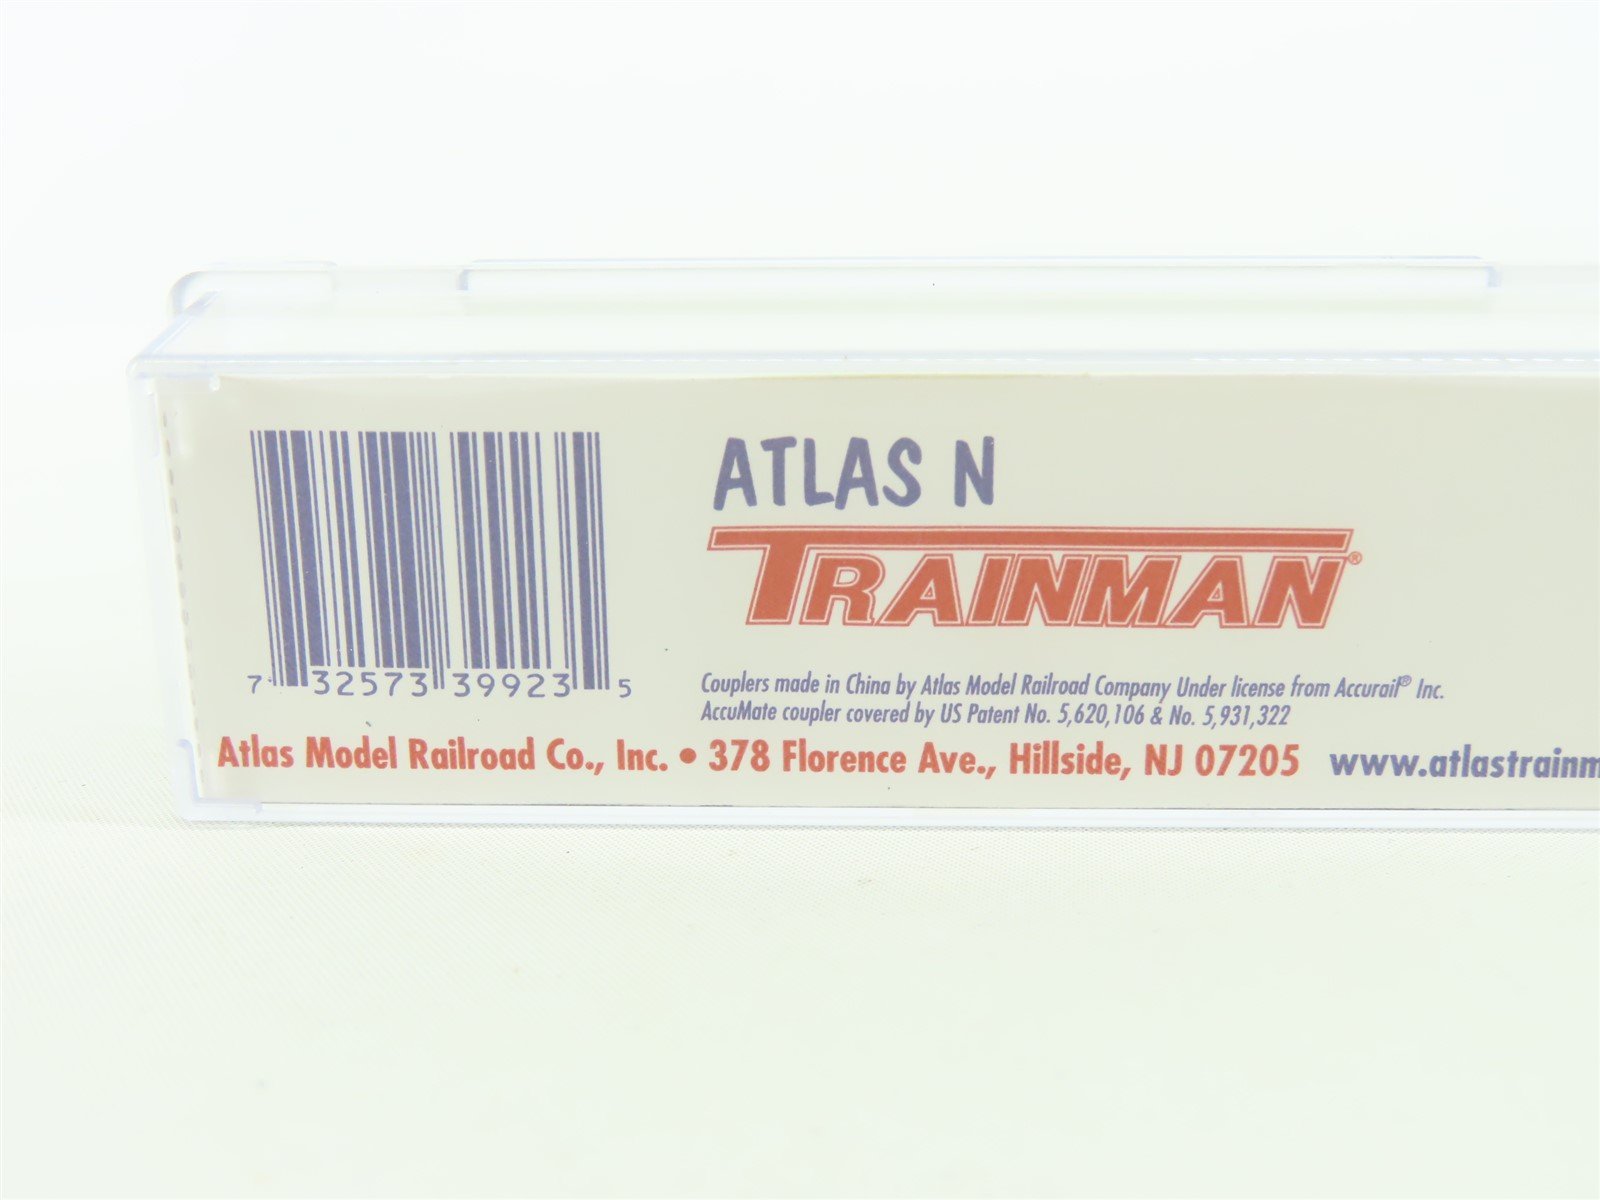 ATLAS N
TRAINMAN®
7 32573 39923 5
Couplers made in China by Atlas Model Railroad Company Under license from Accurail® Inc.
AccuMate coupler covered by US Patent No. 5,620,106 & No. 5,931,322
Atlas Model Railroad Co., Inc. • 378 Florence Ave., Hillside, NJ 07205 www.atlastrainm